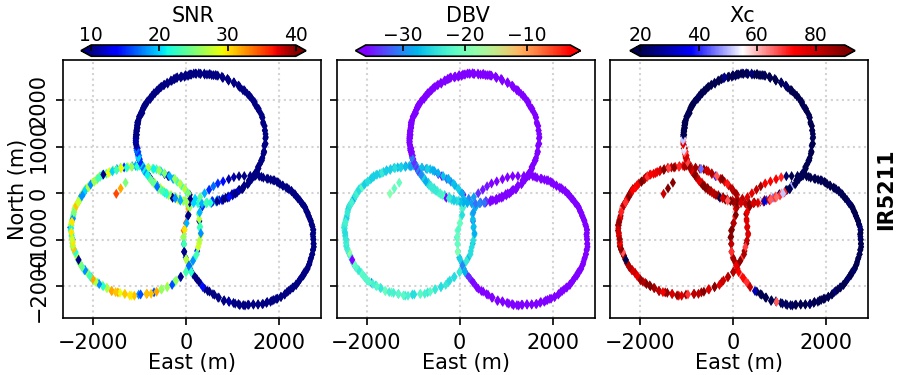 SNR DBV Xc
10 20 30 40 −30 −20 −10 20 40 60 80
2000
1000
0
−1000
−2000
North (m)
IR5211
−2000 0 2000 −2000 0 2000 −2000 0 2000
East (m) East (m) East (m)